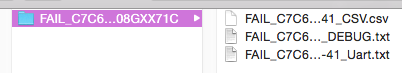 FAIL_C7C6...08GXX71C
FAIL_C7C6...41_CSV.csv
FAIL_C7C6..._DEBUG.txt
FAIL_C7C6...-41_Uart.txt